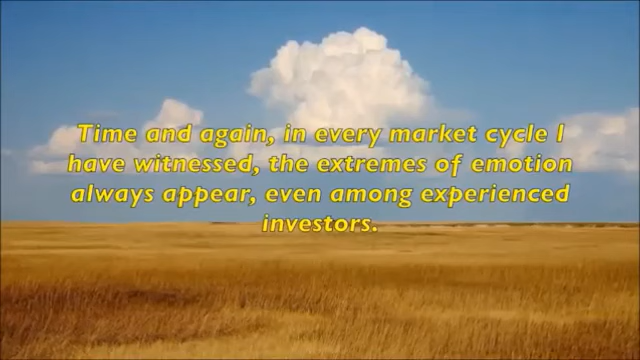 Time and again, in every market cycle I
have witnessed, the extremes of emotion
always appear, even among experienced
investors.